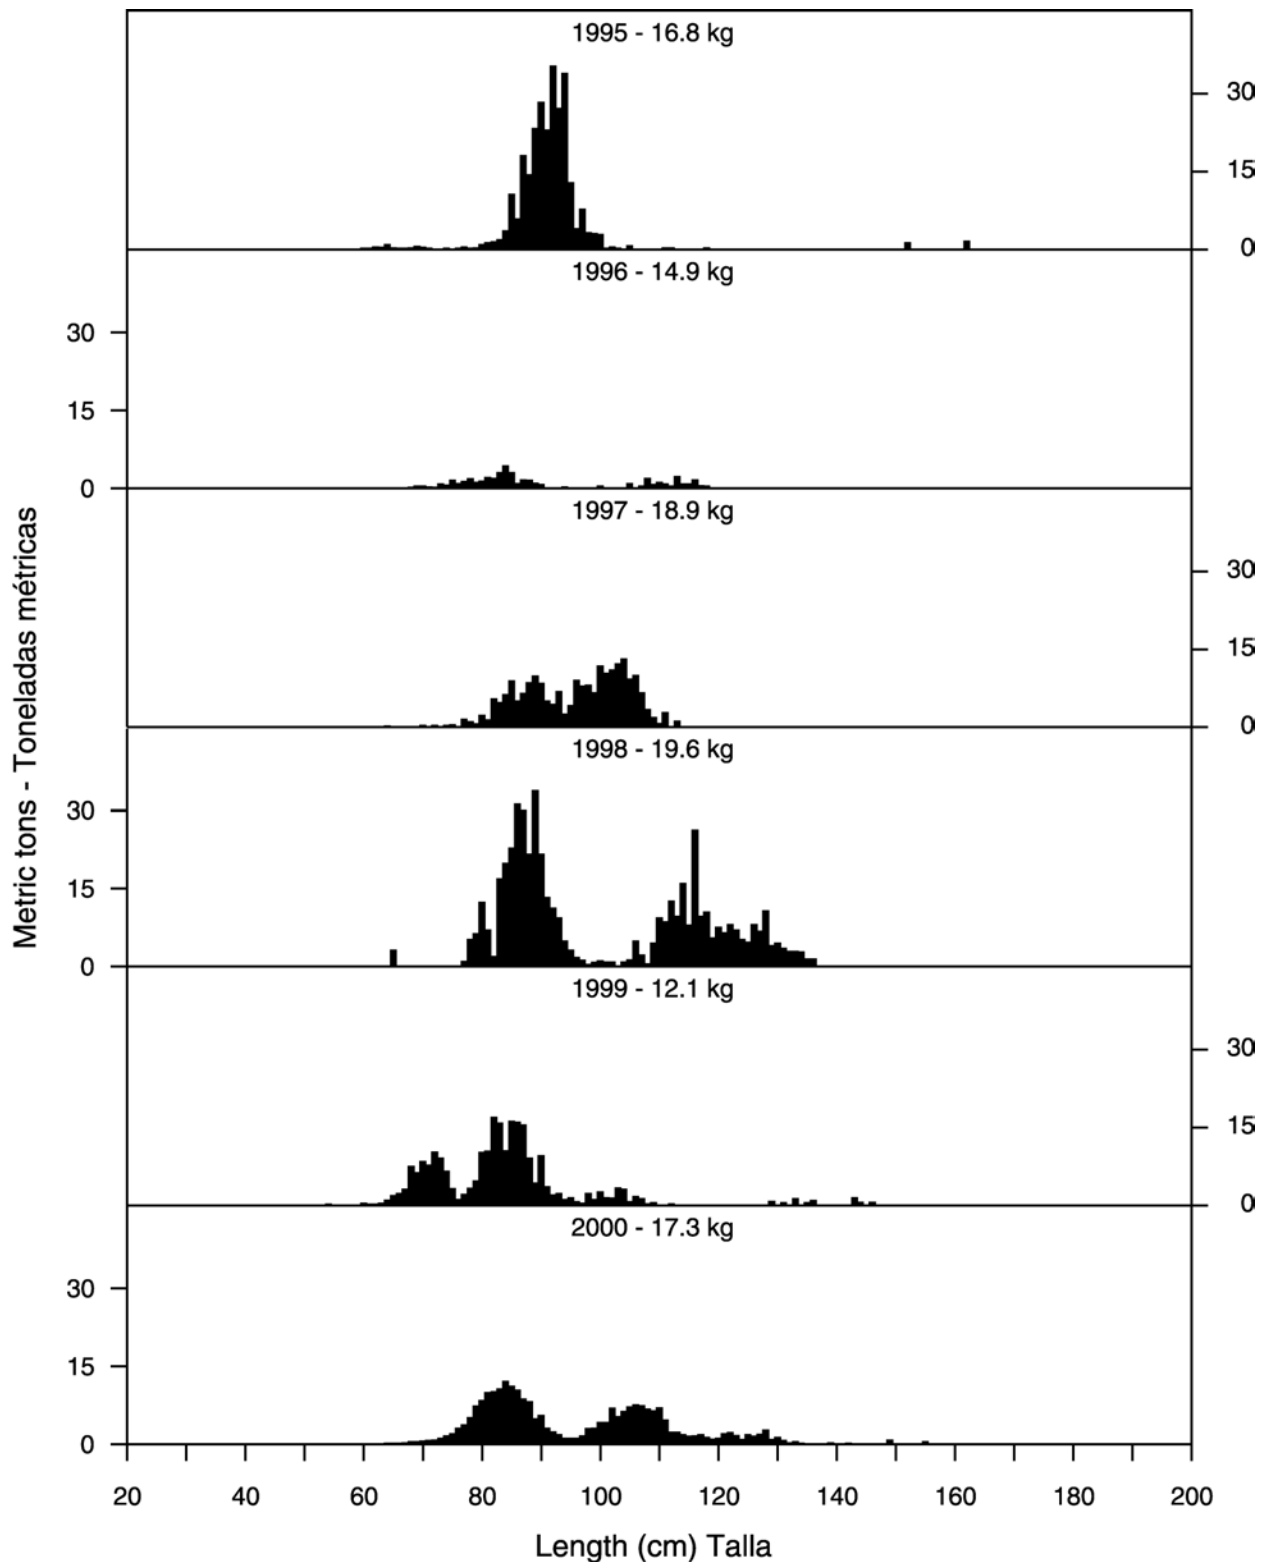 1995 - 16.8 kg
30
15
0
1996 - 14.9 kg
30
15
0
1997 - 18.9 kg
30
15
0
1998 - 19.6 kg
30
15
0
1999 - 12.1 kg
30
15
0
2000 - 17.3 kg
30
15
0
Metric tons - Toneladas métricas
20 40 60 80 100 120 140 160 180 200
Length (cm) Talla